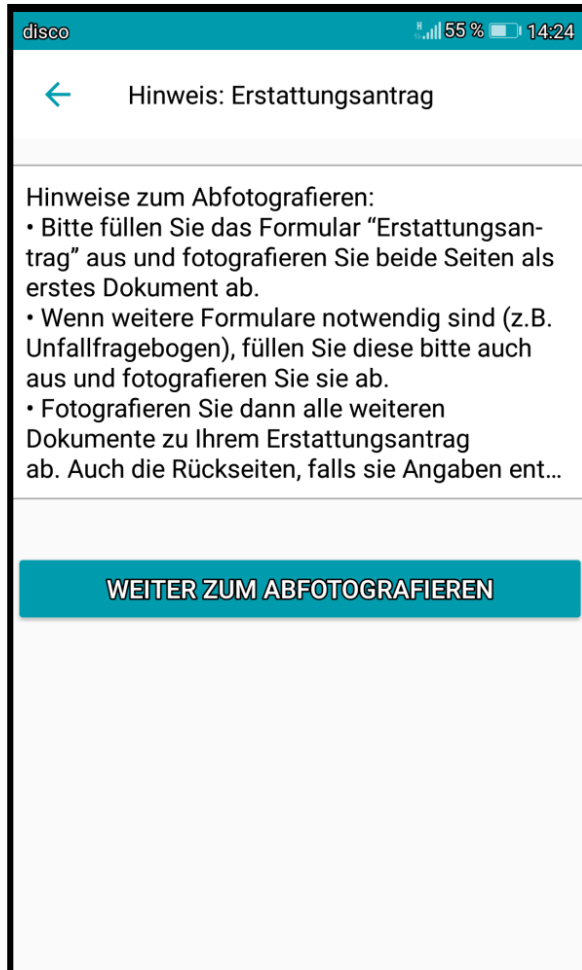 disco 55 % 14:24
Hinweis: Erstattungsantrag
Hinweise zum Abfotografieren:
• Bitte füllen Sie das Formular “Erstattungsan-
trag” aus und fotografieren Sie beide Seiten als
erstes Dokument ab.
• Wenn weitere Formulare notwendig sind (z.B.
Unfallfragebogen), füllen Sie diese bitte auch
aus und fotografieren Sie sie ab.
• Fotografieren Sie dann alle weiteren
Dokumente zu Ihrem Erstattungsantrag
ab. Auch die Rückseiten, falls sie Angaben ent…
WEITER ZUM ABFOTOGRAFIEREN